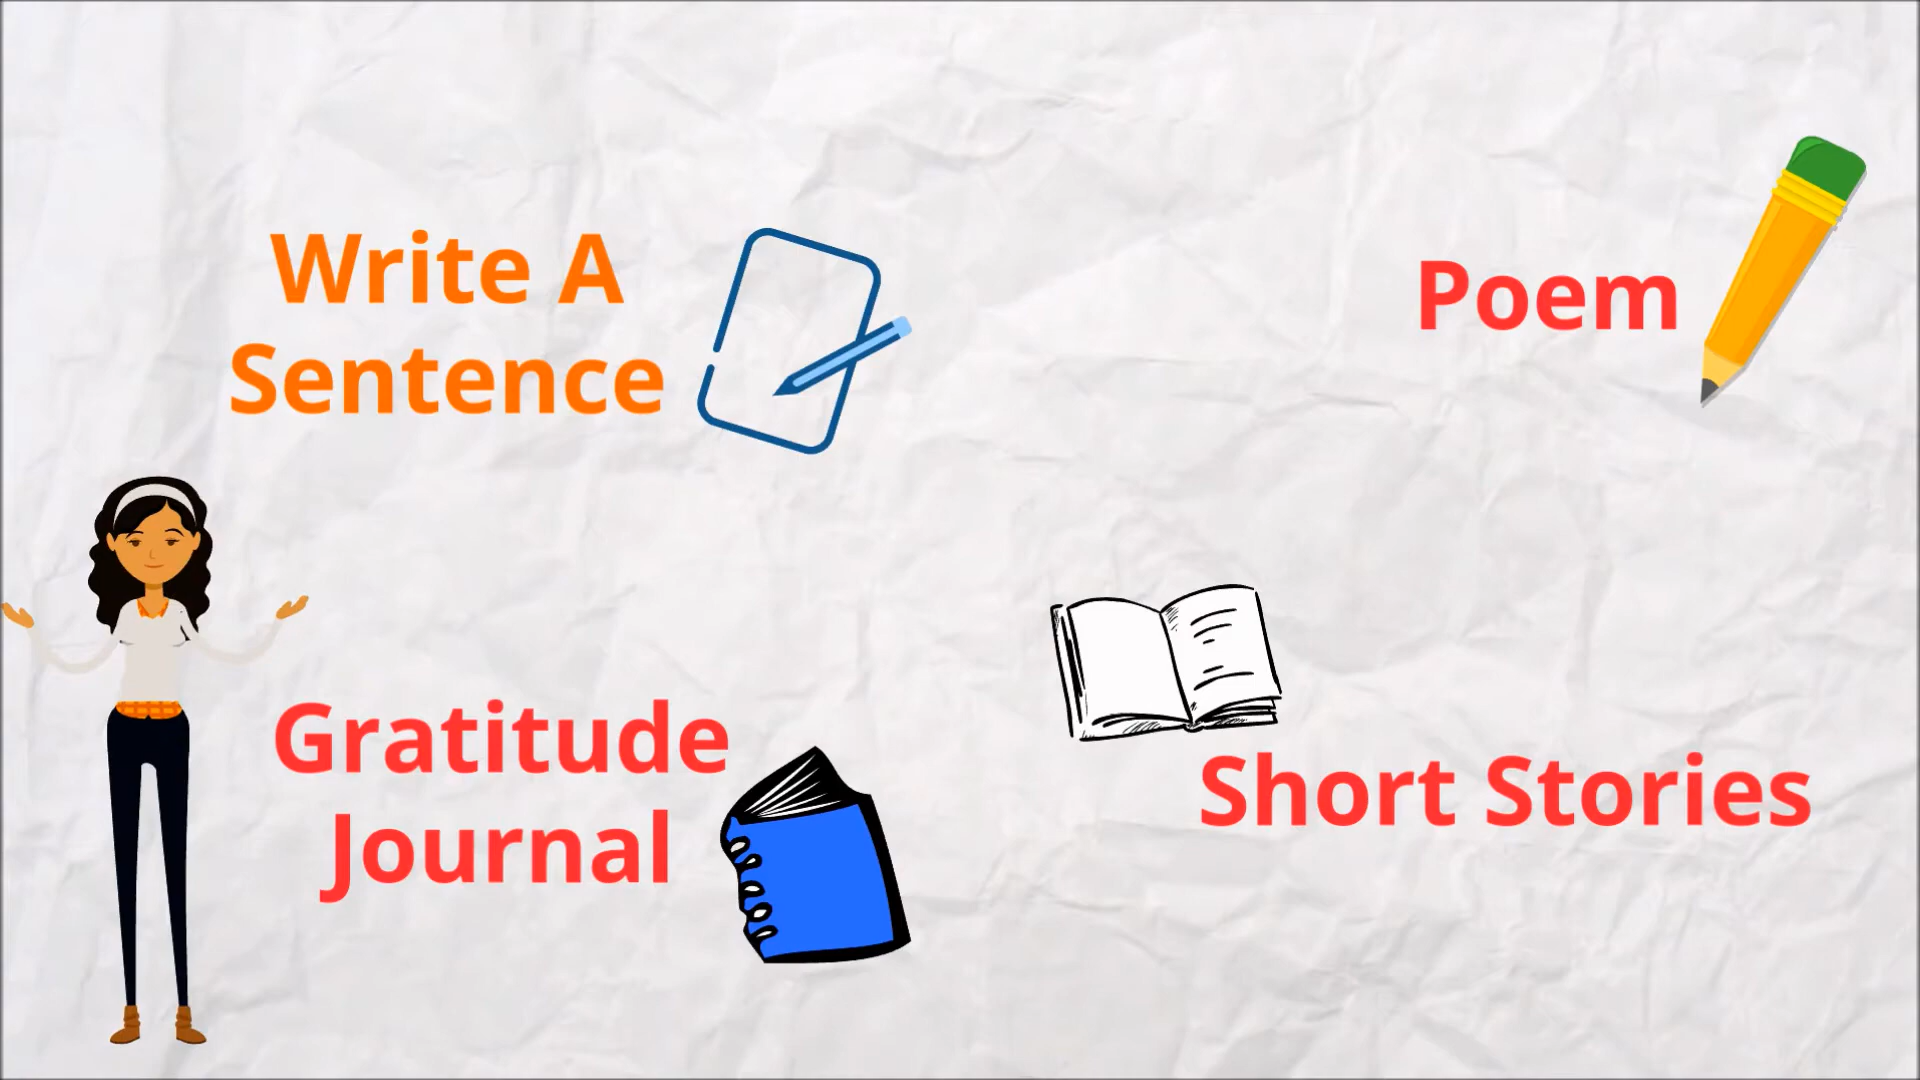 Write A
Sentence
Poem
Gratitude
Journal
Short Stories